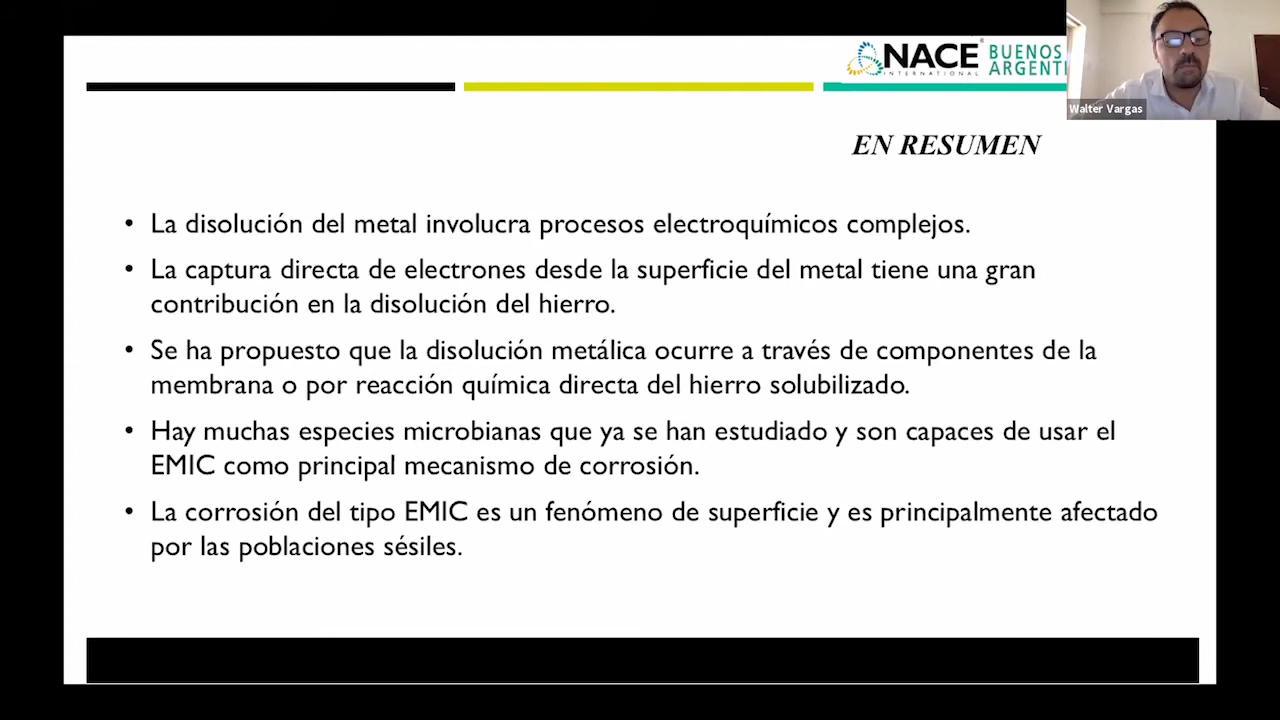 NACE BUENOS
INTERNATIONAL ARGENTI
Walter Vargas
EN RESUMEN
• La disolución del metal involucra procesos electroquímicos complejos.
• La captura directa de electrones desde la superficie del metal tiene una gran
contribución en la disolución del hierro.
• Se ha propuesto que la disolución metálica ocurre a través de componentes de la
membrana o por reacción química directa del hierro solubilizado.
• Hay muchas especies microbianas que ya se han estudiado y son capaces de usar el
EMIC como principal mecanismo de corrosión.
• La corrosión del tipo EMIC es un fenómeno de superficie y es principalmente afectado
por las poblaciones sésiles.